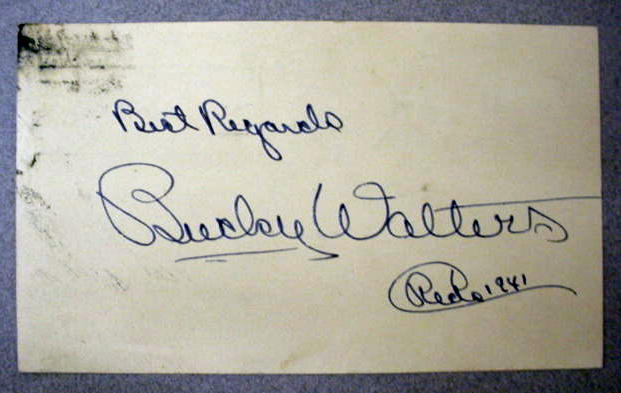 Best Regards
Bucky Walters
Reds 1941